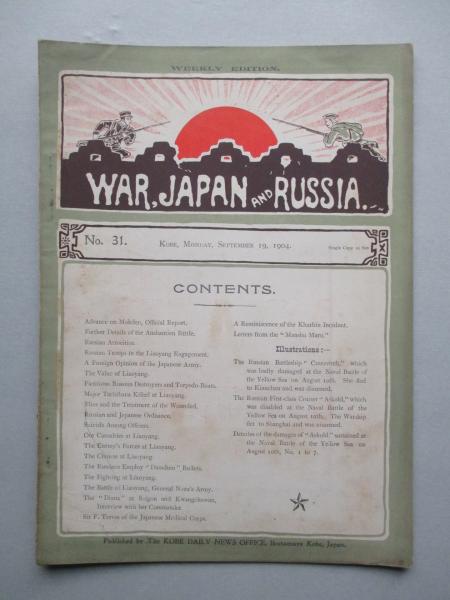 WEEKLY EDITION.
WAR, JAPAN AND RUSSIA.
No. 31.
KOBE, MONDAY, SEPTEMBER 19, 1904.
Single Copy 10 Sen
CONTENTS.
Advance on Mukden, Official Report.
Further Details of the Anshantien Battle.
Russian Atrocities.
Russian Troops in the Liaoyang Engagement.
A Foreign Opinion of the Japanese Army.
The Value of Liaoyang.
Fictitious Russian Destroyers and Torpedo-Boats.
Major Tachibana Killed at Liaoyang.
Flies and the Treatment of the Wounded.
Russian and Japanese Ordnance.
Suicide Among Officers.
Our Casualties at Liaoyang.
The Enemy's Forces at Liaoyang.
The Chinese at Liaoyang.
The Russians Employ "Dumdum" Bullets.
The Fighting at Liaoyang.
The Battle of Liaoyang, General Nozu's Army.
The "Diana" at Saigon and Kwangchowan,
Interview with her Commander.
Sir F. Treves of the Japanese Medical Corps.
A Reminiscence of the Khushin Incident.
Letters from the "Manshu Maru."
Illustrations:—
The Russian Battleship "Cesarevitch," which
was badly damaged at the Naval Battle of
the Yellow Sea on August 10th. She fled
to Kiaochau and was disarmed.
The Russian First-class Cruiser "Askold," which
was disabled at the Naval Battle of the
Yellow Sea on August 10th. The Warship
fled to Shanghai and was disarmed.
Details of the damages of "Askold" sustained at
the Naval Battle of the Yellow Sea on
August 10th, No. 1 to 7.
Published by The KOBE DAILY NEWS OFFICE, Kobe, Japan.